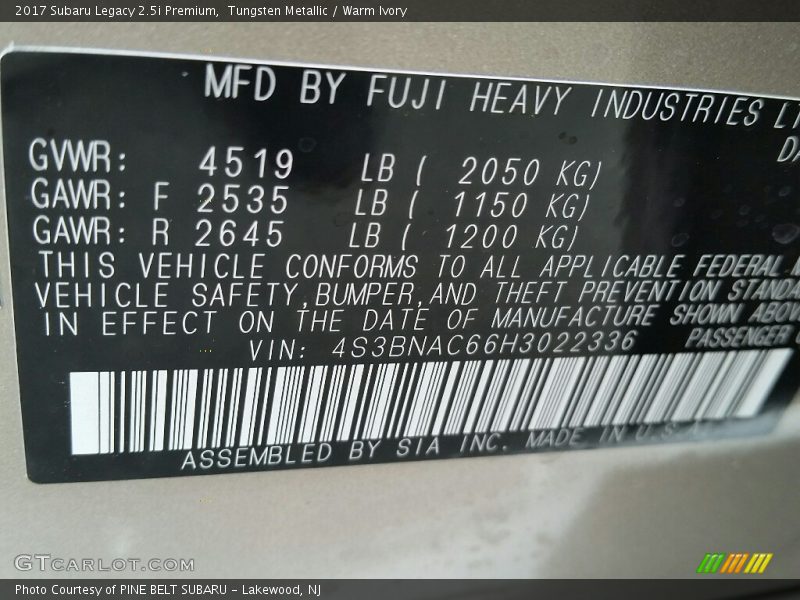 2017 Subaru Legacy 2.5i Premium, Tungsten Metallic / Warm Ivory
MFD BY FUJI HEAVY INDUSTRIES
GVWR: 4519 LB ( 2050 KG)
GAWR: F 2535 LB ( 1150 KG)
GAWR: R 2645 LB ( 1200 KG)
THIS VEHICLE CONFORMS TO ALL APPLICABLE FEDERAL
VEHICLE SAFETY,BUMPER,AND THEFT PREVENTION
IN EFFECT ON THE DATE OF MANUFACTURE SHOWN
VIN: 4S3BNAC66H3022336 PASSENGER
ASSEMBLED BY SIA INC. MADE IN U.S.A.
GTCARLOT.COM
Photo Courtesy of PINE BELT SUBARU - Lakewood, NJ